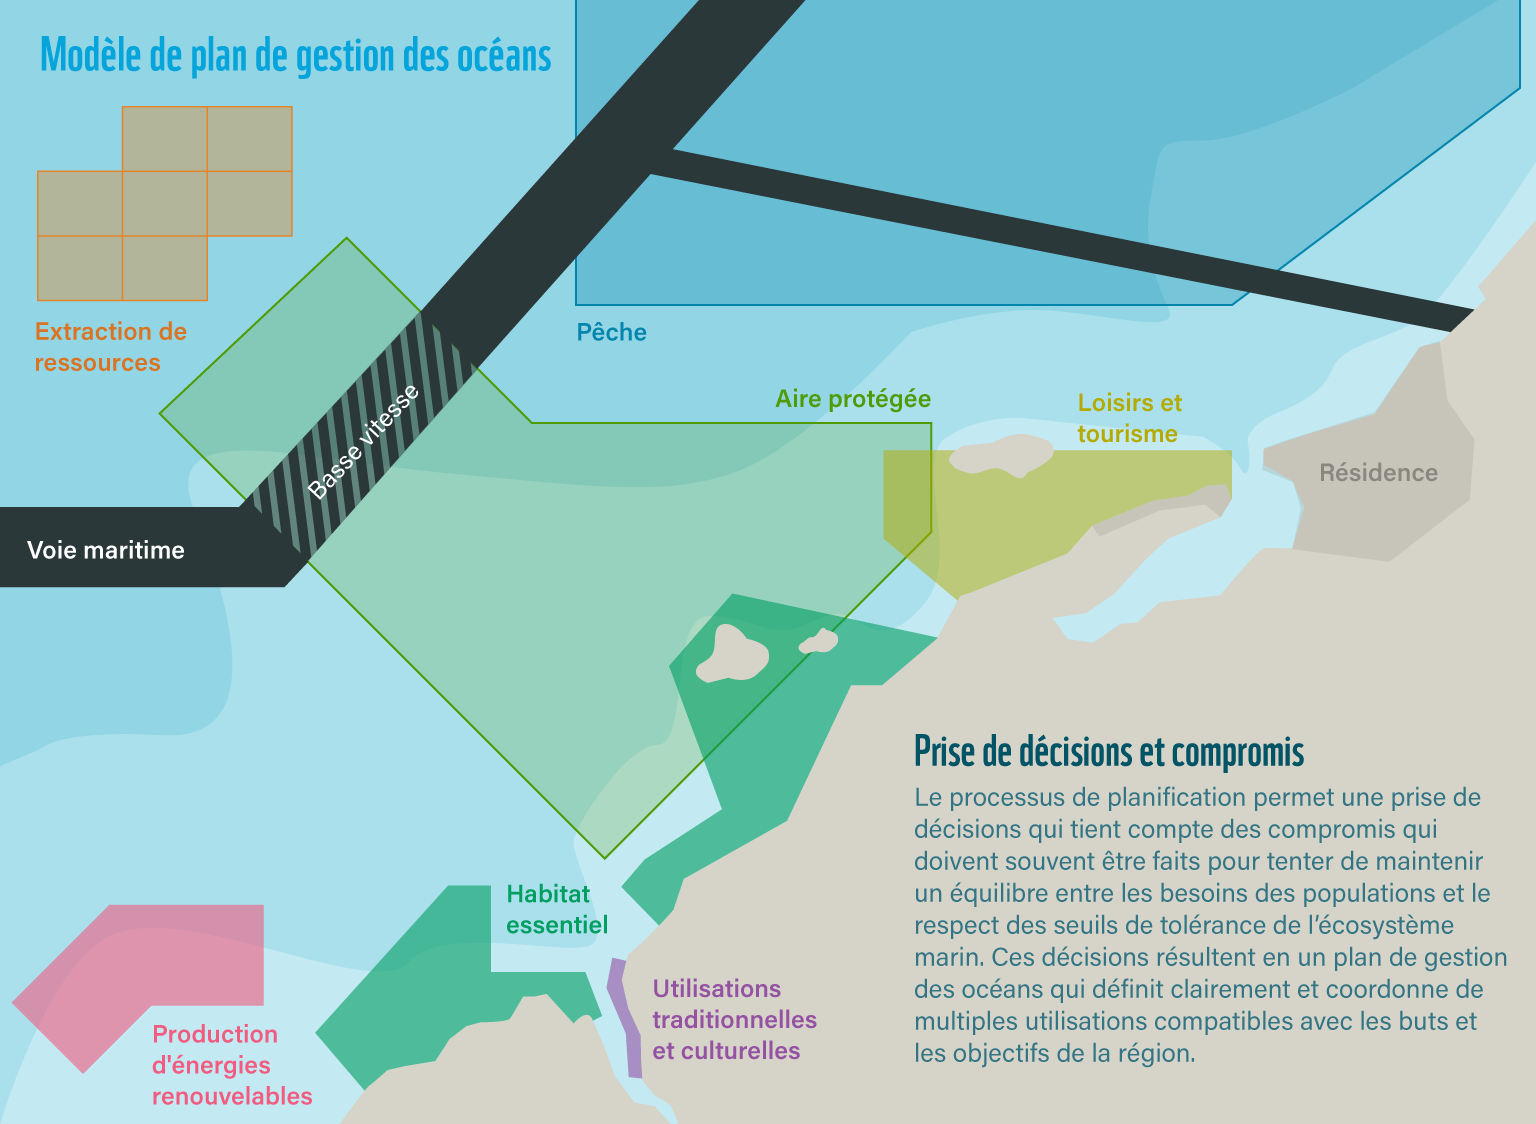 Modèle de plan de gestion des océans
Extraction de
ressources
Pêche
Aire protégée
Loisirs et
tourisme
Basse vitesse
Résidence
Voie maritime
Prise de décisions et compromis
Le processus de planification permet une prise de
décisions qui tient compte des compromis qui
doivent souvent être faits pour tenter de maintenir
un équilibre entre les besoins des populations et le
respect des seuils de tolérance de l’écosystème
marin. Ces décisions résultent en un plan de gestion
des océans qui définit clairement et coordonne de
multiples utilisations compatibles avec les buts et
les objectifs de la région.
Habitat
essentiel
Utilisations
traditionnelles
et culturelles
Production
d'énergies
renouvelables